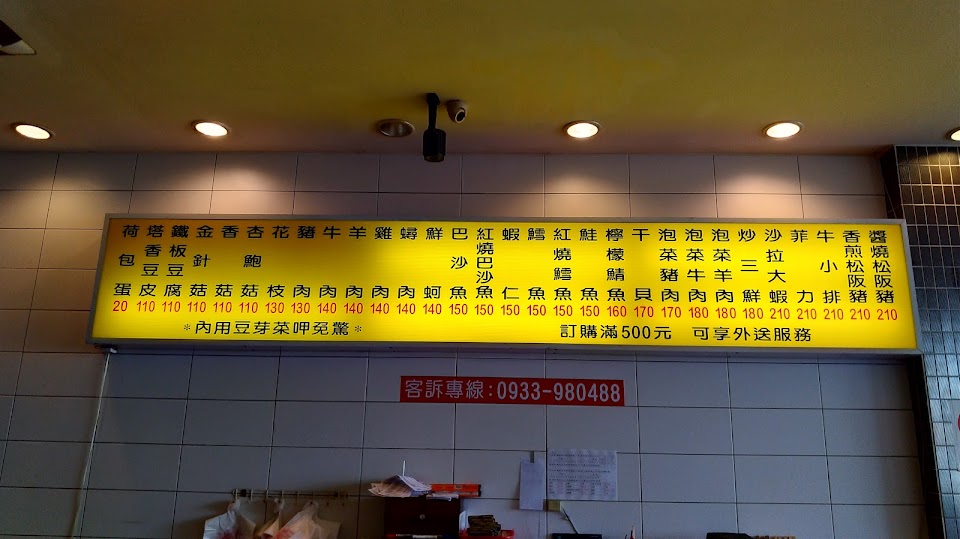 荷包蛋 20
塔香豆皮 110
鐵板豆腐 110
金針菇 110
香菇 110
杏鮑菇 110
花枝 130
豬肉 130
牛肉 140
羊肉 140
雞肉 140
蟳肉 140
鮮蚵 140
巴沙魚 150
紅燒巴沙魚 150
蝦仁 150
鱈魚 150
紅燒鱈魚 150
鮭魚 150
檸檬鯖魚 160
干貝 170
泡菜豬肉 170
泡菜牛肉 180
泡菜羊肉 180
炒三鮮 180
沙拉大蝦 210
菲力 210
牛小排 210
香煎松阪豬 210
醬燒松阪豬 210
*內用豆芽菜呷免驚*
訂購滿500元 可享外送服務
客訴專線:0933-980488